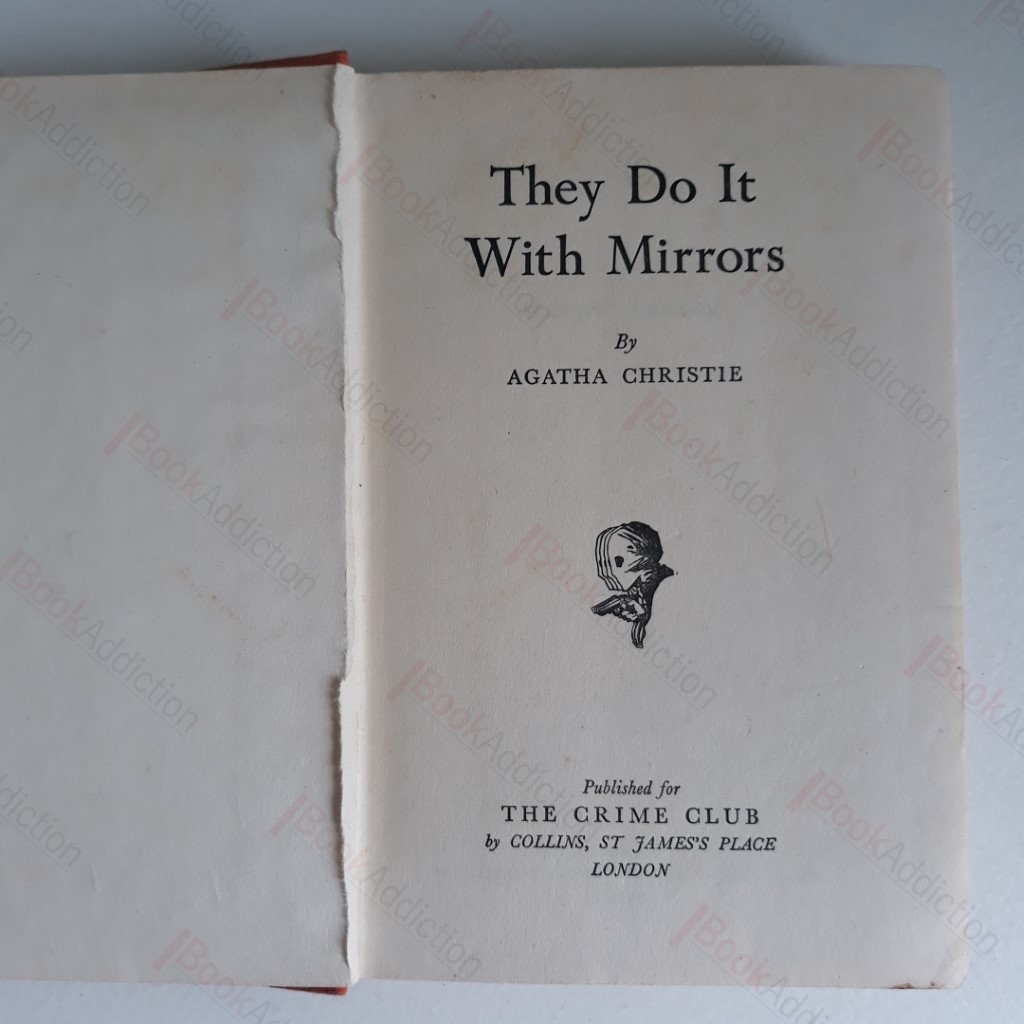 They Do It
With Mirrors
By
AGATHA CHRISTIE
Published for
THE CRIME CLUB
by COLLINS, ST JAMES'S PLACE
LONDON
BookAddiction